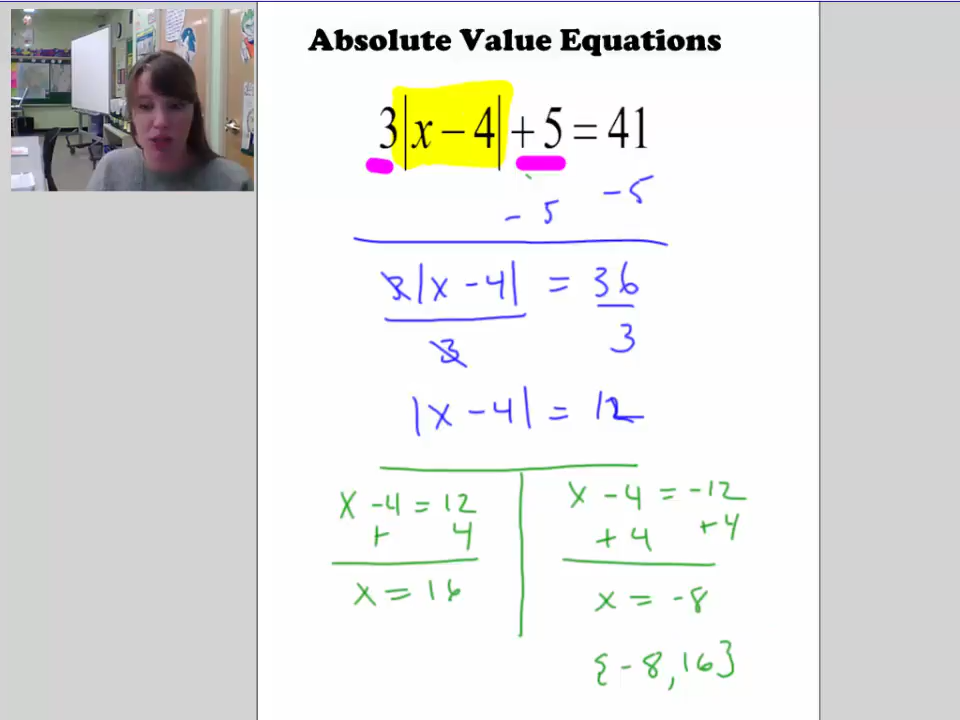 Absolute Value Equations
3|x − 4| + 5 = 41
- 5 - 5
3|x - 4| = 36
3 3
|x - 4| = 12
x - 4 = 12 x - 4 = -12
+ 4 + 4 + 4
x = 16 x = -8
{-8, 16}